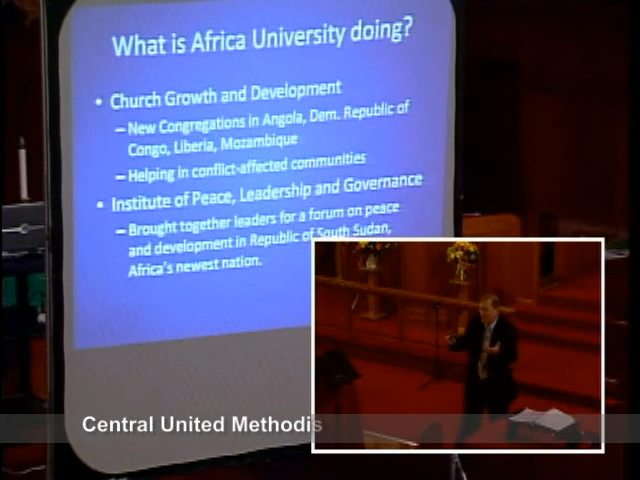 What is Africa University doing?
• Church Growth and Development
– New Congregations in Angola, Dem. Republic of
Congo, Liberia, Mozambique
– Helping in conflict-affected communities
• Institute of Peace, Leadership and Governance
– Brought together leaders for a forum on peace
and development in Republic of South Sudan,
Africa's newest nation.
Central United Methodis